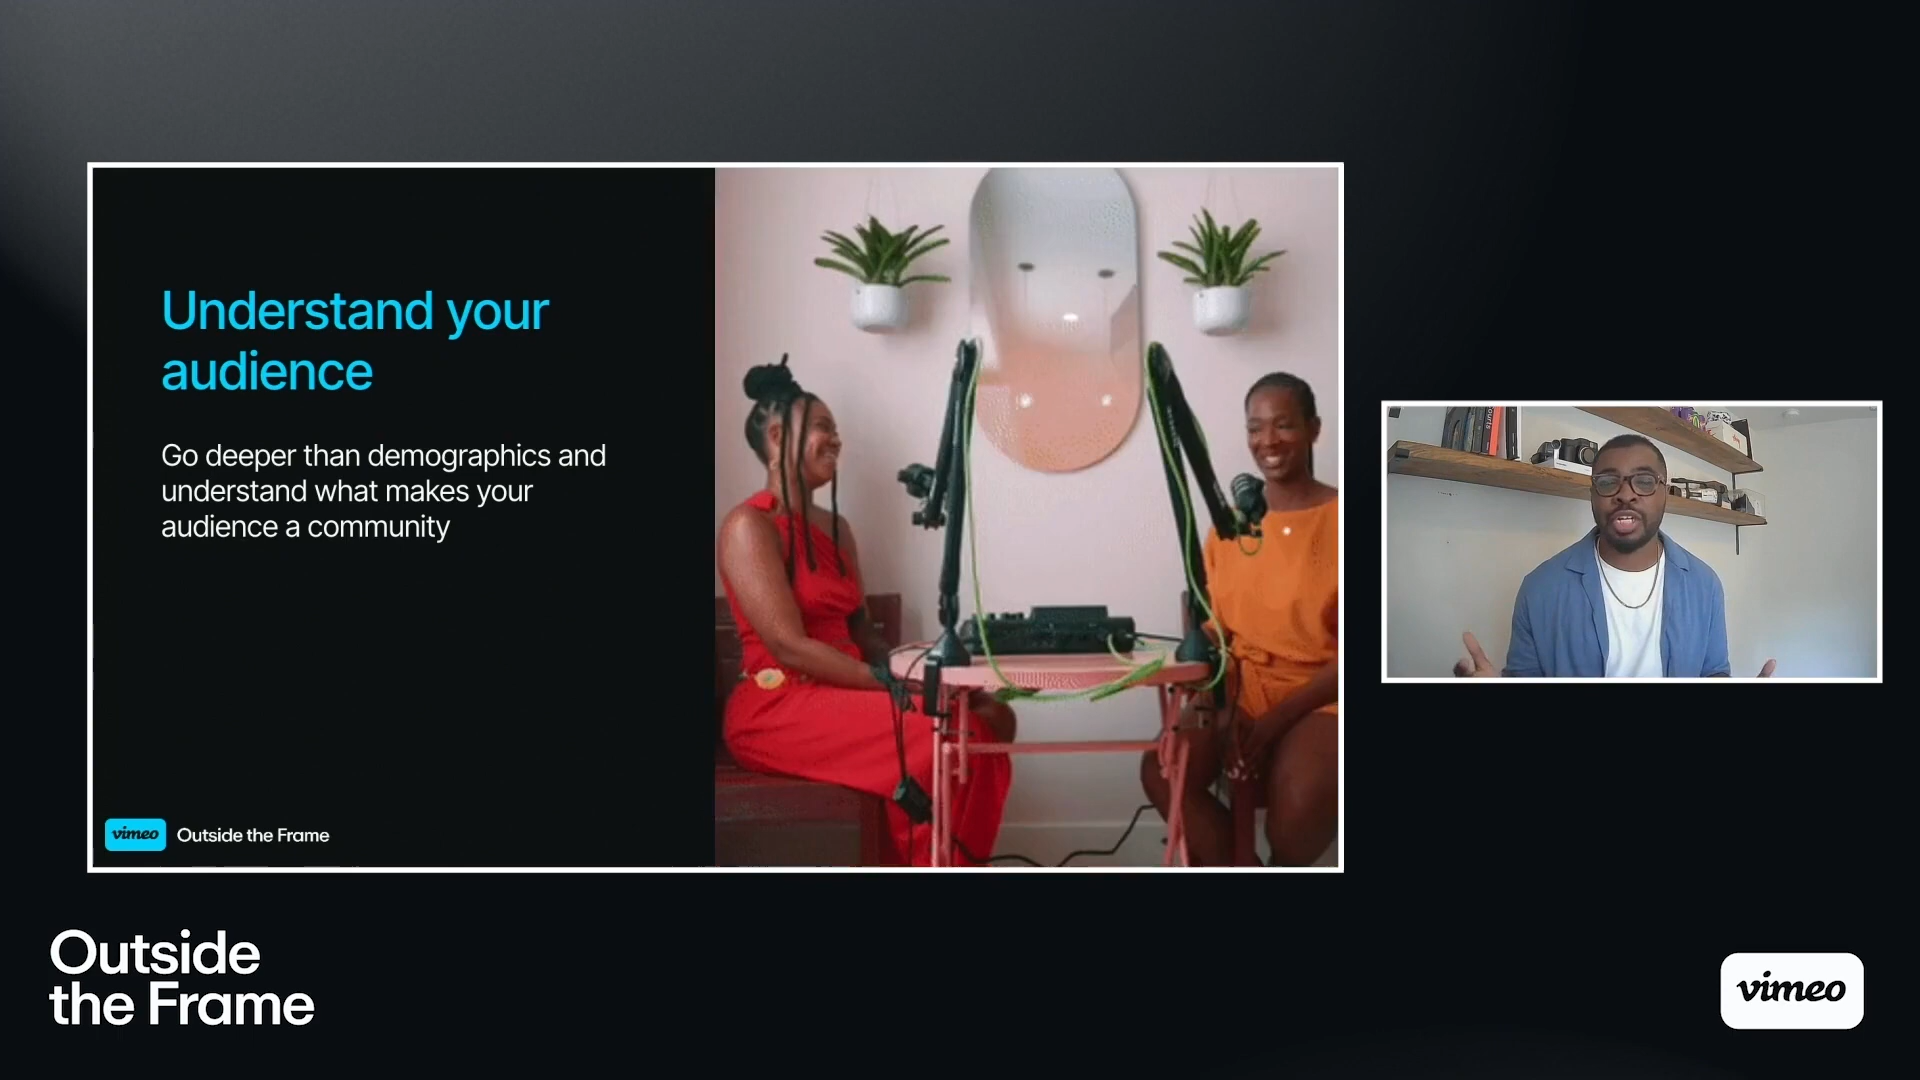 Understand your
audience
Go deeper than demographics and
understand what makes your
audience a community
vimeo Outside the Frame
Outside
the Frame
vimeo